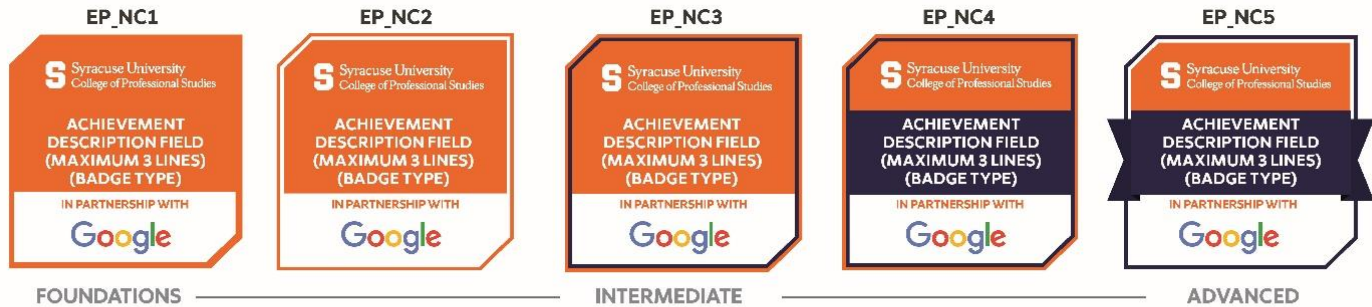 EP_NC1
EP_NC2
EP_NC3
EP_NC4
EP_NC5
S Syracuse University
College of Professional Studies
ACHIEVEMENT
DESCRIPTION FIELD
(MAXIMUM 3 LINES)
(BADGE TYPE)
IN PARTNERSHIP WITH
Google
S Syracuse University
College of Professional Studies
ACHIEVEMENT
DESCRIPTION FIELD
(MAXIMUM 3 LINES)
(BADGE TYPE)
IN PARTNERSHIP WITH
Google
S Syracuse University
College of Professional Studies
ACHIEVEMENT
DESCRIPTION FIELD
(MAXIMUM 3 LINES)
(BADGE TYPE)
IN PARTNERSHIP WITH
Google
S Syracuse University
College of Professional Studies
ACHIEVEMENT
DESCRIPTION FIELD
(MAXIMUM 3 LINES)
(BADGE TYPE)
IN PARTNERSHIP WITH
Google
S Syracuse University
College of Professional Studies
ACHIEVEMENT
DESCRIPTION FIELD
(MAXIMUM 3 LINES)
(BADGE TYPE)
IN PARTNERSHIP WITH
Google
FOUNDATIONS
INTERMEDIATE
ADVANCED